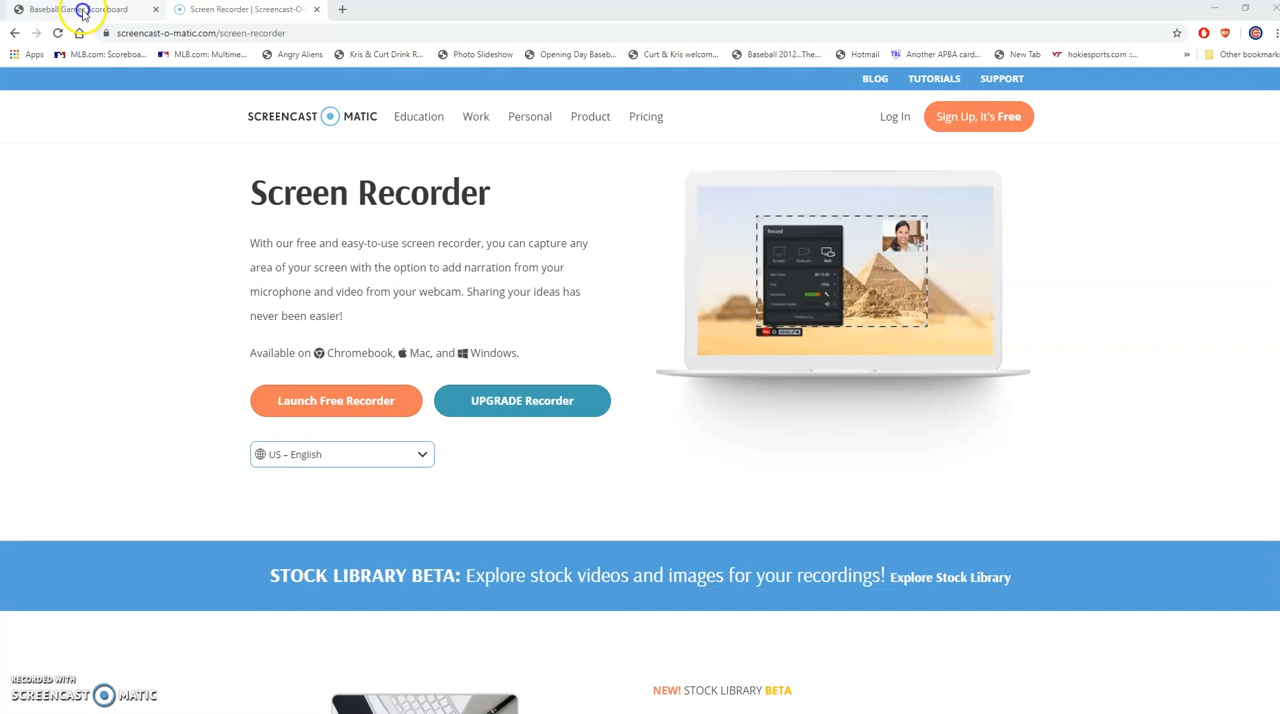 Baseball Game Scoreboard
Screen Recorder | Screencast-O-
screencast-o-matic.com/screen-recorder
Apps MLB.com: Scoreboa... MLB.com: Multime... Angry Aliens Kris & Curt Drink R... Photo Slideshow Opening Day Baseb... Curt & Kris welcom... Baseball 2012...The... Hotmail Another APBA card... New Tab hokiesports.com ::... » Other bookmarks
BLOG TUTORIALS SUPPORT
SCREENCAST MATIC Education Work Personal Product Pricing Log In Sign Up, It's Free
Screen Recorder
With our free and easy-to-use screen recorder, you can capture any
area of your screen with the option to add narration from your
microphone and video from your webcam. Sharing your ideas has
never been easier!
Available on Chromebook, Mac, and Windows.
Launch Free Recorder UPGRADE Recorder
US – English
Record
STOCK LIBRARY BETA: Explore stock videos and images for your recordings! Explore Stock Library
NEW! STOCK LIBRARY BETA
RECORDED WITH
SCREENCAST MATIC